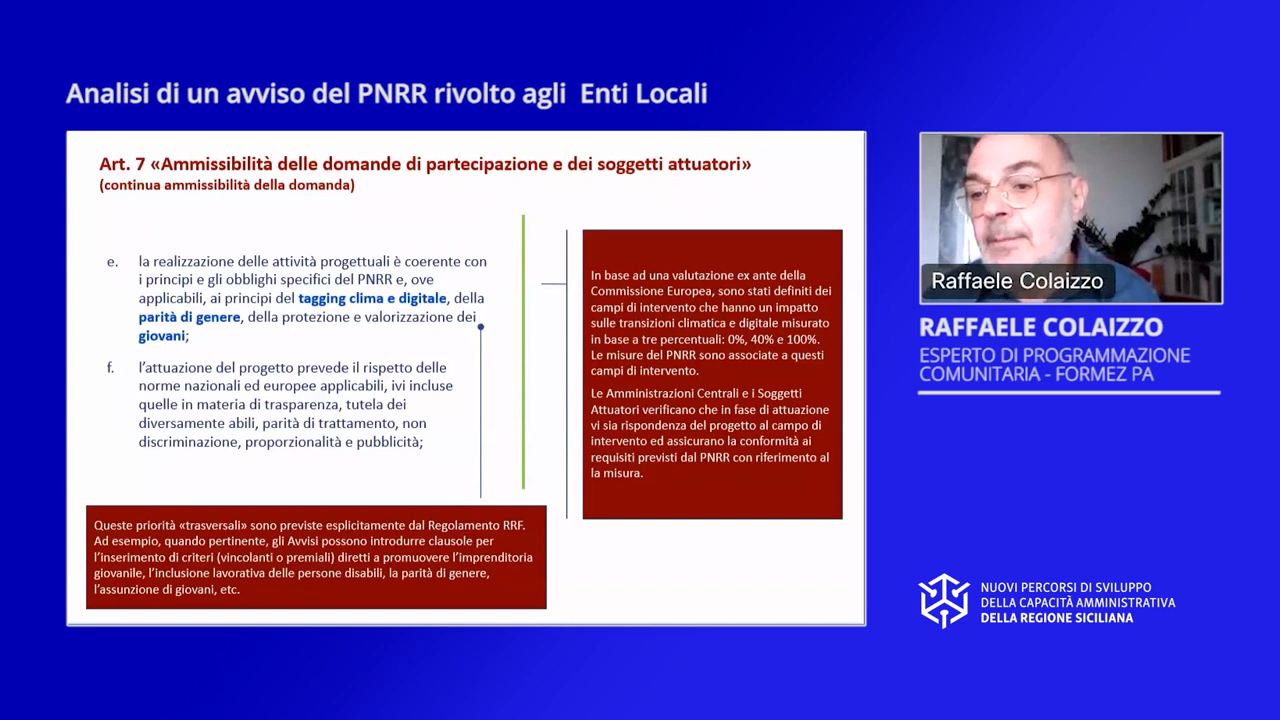 Analisi di un avviso del PNRR rivolto agli Enti Locali
Art. 7 «Ammissibilità delle domande di partecipazione e dei soggetti attuatori»
(continua ammissibilità della domanda)
e. la realizzazione delle attività progettuali è coerente con
i principi e gli obblighi specifici del PNRR e, ove
applicabili, ai principi del tagging clima e digitale, della
parità di genere, della protezione e valorizzazione dei
giovani;
f. l'attuazione del progetto prevede il rispetto delle
norme nazionali ed europee applicabili, ivi incluse
quelle in materia di trasparenza, tutela dei
diversamente abili, parità di trattamento, non
discriminazione, proporzionalità e pubblicità;
In base ad una valutazione ex ante della
Commissione Europea, sono stati definiti dei
campi di intervento che hanno un impatto
sulle transizioni climatica e digitale misurato
in base a tre percentuali: 0%, 40% e 100%.
Le misure del PNRR sono associate a questi
campi di intervento.
Le Amministrazioni Centrali e i Soggetti
Attuatori verificano che in fase di attuazione
vi sia rispondenza del progetto al campo di
intervento ed assicurano la conformità ai
requisiti previsti dal PNRR con riferimento al
la misura.
Queste priorità «trasversali» sono previste esplicitamente dal Regolamento RRF.
Ad esempio, quando pertinente, gli Avvisi possono introdurre clausole per
l'inserimento di criteri (vincolanti o premiali) diretti a promuovere l'imprenditoria
giovanile, l'inclusione lavorativa delle persone disabili, la parità di genere,
l'assunzione di giovani, etc.
Raffaele Colaizzo
RAFFAELE COLAIZZO
ESPERTO DI PROGRAMMAZIONE
COMUNITARIA - FORMEZ PA
NUOVI PERCORSI DI SVILUPPO
DELLA CAPACITÀ AMMINISTRATIVA
DELLA REGIONE SICILIANA